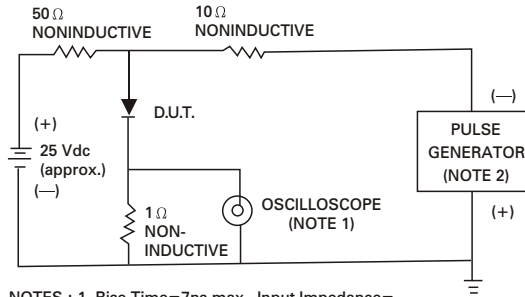 50 Ω
NONINDUCTIVE
10 Ω
NONINDUCTIVE
(+)
25 Vdc
(approx.)
(—)
D.U.T.
1 Ω
NON-
INDUCTIVE
OSCILLOSCOPE
(NOTE 1)
(—)
PULSE
GENERATOR
(NOTE 2)
(+)
NOTES : 1. Rise Time=7ns max., Input Impedance=